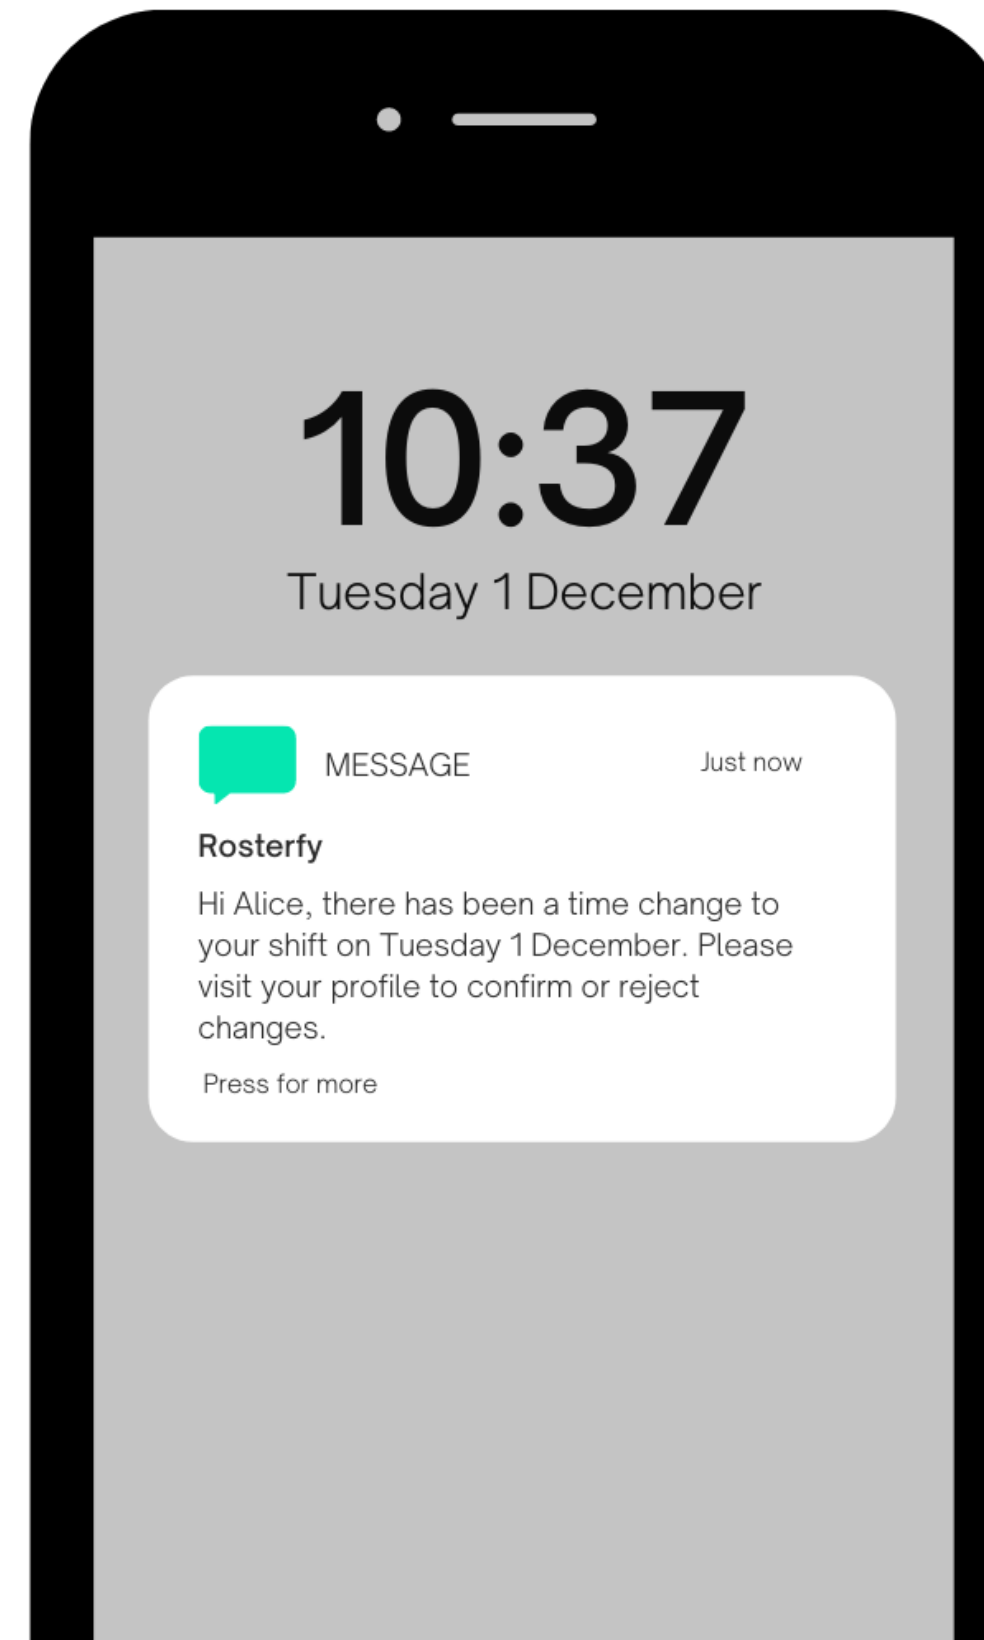 10:37
Tuesday 1 December
MESSAGE
Just now
Rosterfy
Hi Alice, there has been a time change to
your shift on Tuesday 1 December. Please
visit your profile to confirm or reject
changes.
Press for more